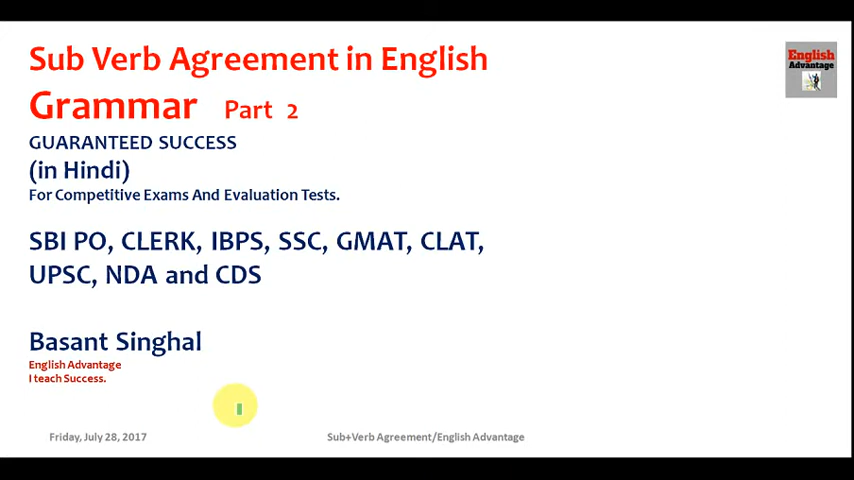 Sub Verb Agreement in English
Grammar Part 2
GUARANTEED SUCCESS
(in Hindi)
For Competitive Exams And Evaluation Tests.
SBI PO, CLERK, IBPS, SSC, GMAT, CLAT,
UPSC, NDA and CDS
Basant Singhal
English Advantage
I teach Success.
Friday, July 28, 2017
Sub+Verb Agreement/English Advantage
English
Advantage